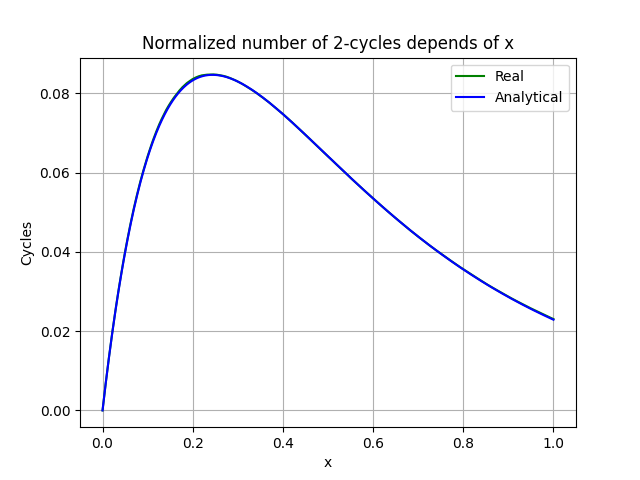 Normalized number of 2-cycles depends of x
Real
Analytical
Cycles
0.08
0.06
0.04
0.02
0.00
0.0 0.2 0.4 0.6 0.8 1.0
x